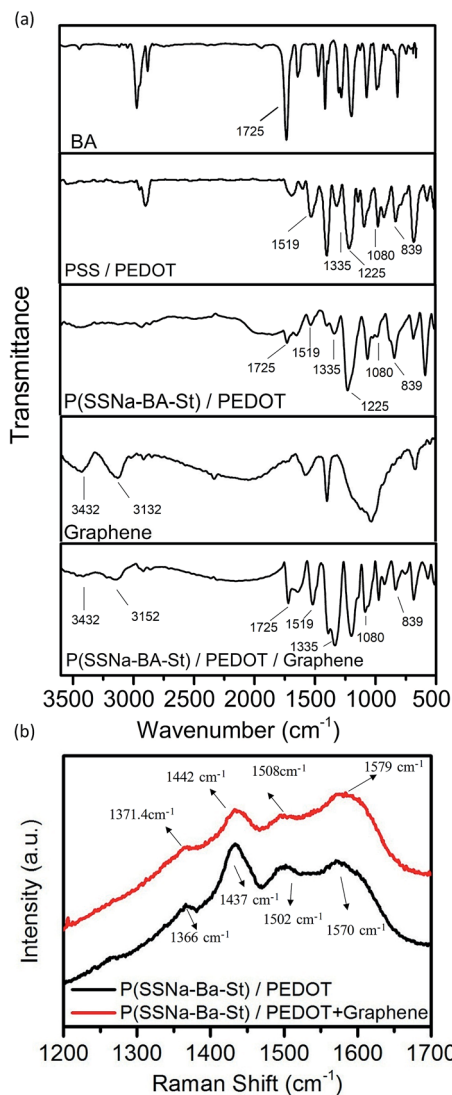 (a)
1725
BA
1519
1335
1225
1080
839
PSS / PEDOT
1725
1519
1335
1225
1080
839
P(SSNa-BA-St) / PEDOT
3432
3132
Graphene
3432
3152
1725
1519
1335
1080
839
P(SSNa-BA-St) / PEDOT / Graphene
Transmittance
3500 3000 2500 2000 1500 1000 500
Wavenumber (cm-1)
(b)
1371.4cm-1
1442 cm-1
1508cm-1
1579 cm-1
1366 cm-1
1437 cm-1
1502 cm-1
1570 cm-1
P(SSNa-Ba-St) / PEDOT
P(SSNa-Ba-St) / PEDOT+Graphene
Intensity (a.u.)
1200 1300 1400 1500 1600 1700
Raman Shift (cm-1)